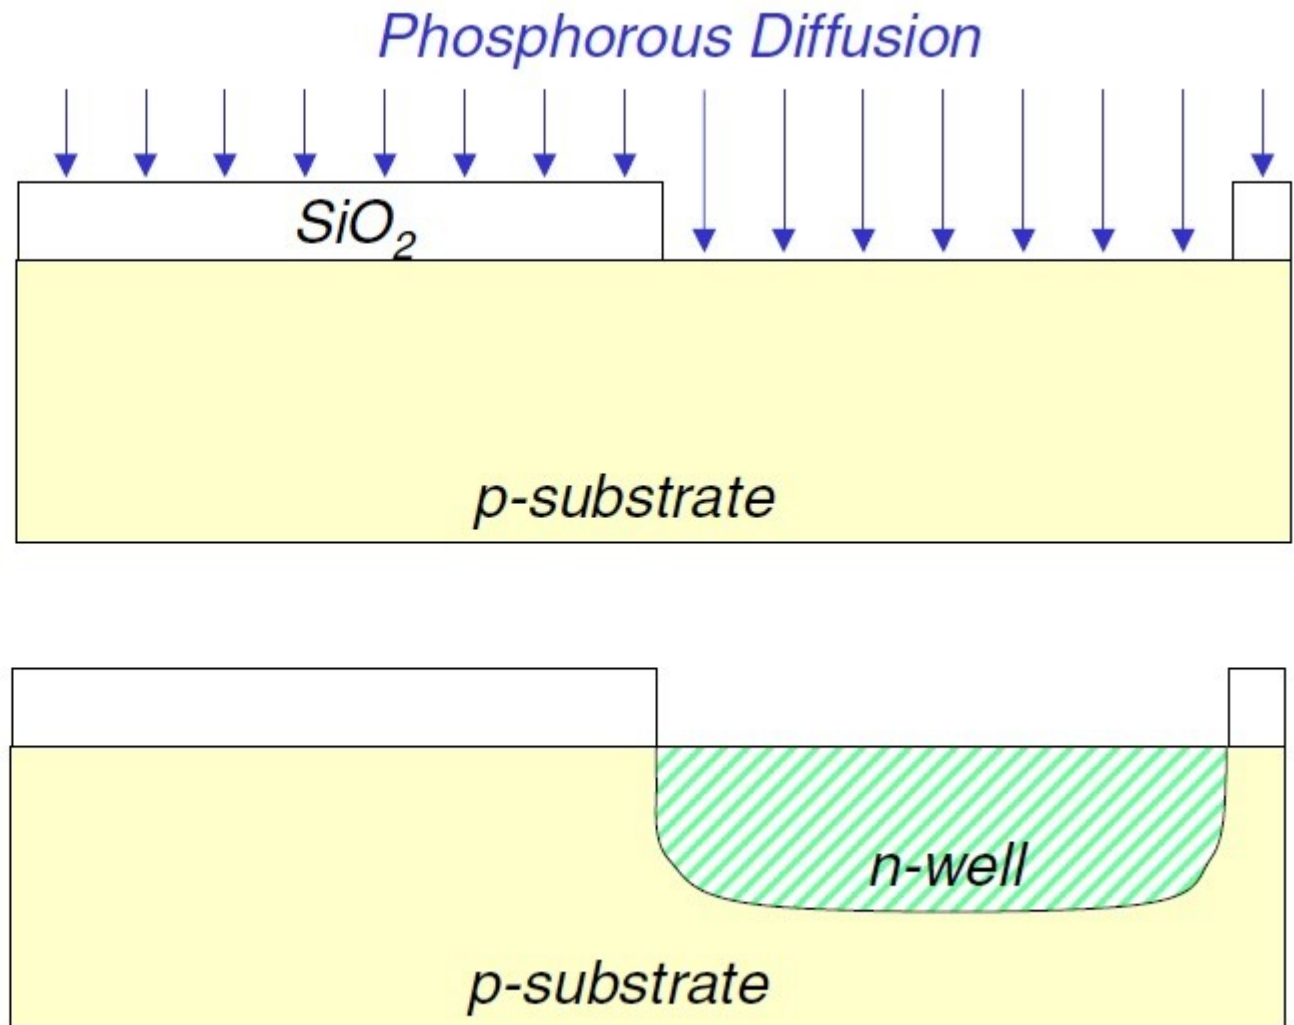 Phosphorous Diffusion
SiO₂
p-substrate
n-well
p-substrate